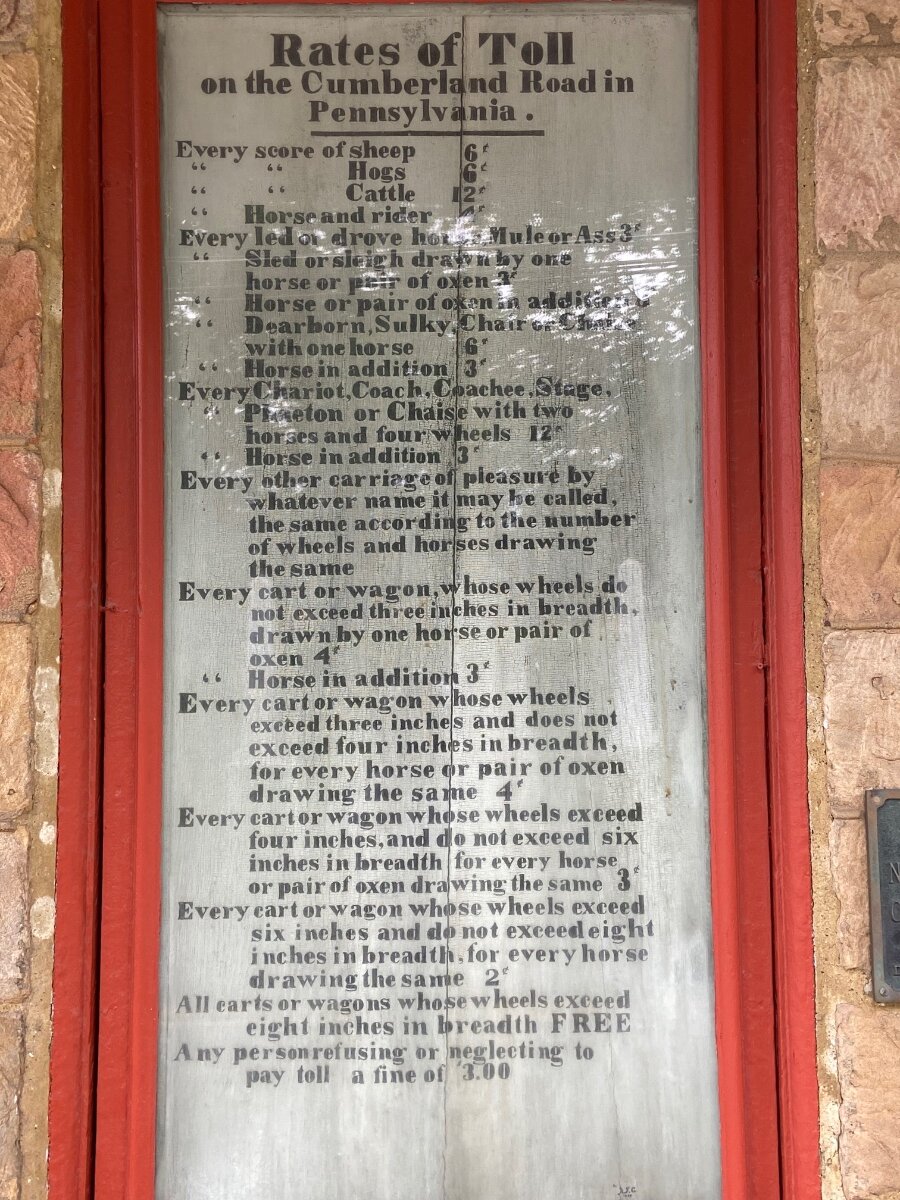 Rates of Toll
on the Cumberland Road in
Pennsylvania.
Every score of sheep 6¢
“ “ Hogs 6¢
“ “ Cattle 12¢
“ Horse and rider 4¢
Every led or drove horse, Mule or Ass 3¢
“ Sled or sleigh drawn by one
horse or pair of oxen 3¢
“ Horse or pair of oxen in addition
“ Dearborn, Sulky, Chair or Chaise
with one horse 6¢
“ Horse in addition 3¢
Every Chariot, Coach, Coachee, Stage,
“ Phaeton or Chaise with two
horses and four wheels 12¢
“ Horse in addition 3¢
Every other carriage of pleasure by
whatever name it may be called,
the same according to the number
of wheels and horses drawing
the same
Every cart or wagon, whose wheels do
not exceed three inches in breadth,
drawn by one horse or pair of
oxen 4¢
“ Horse in addition 3¢
Every cart or wagon whose wheels
exceed three inches and does not
exceed four inches in breadth,
for every horse or pair of oxen
drawing the same 4¢
Every cart or wagon whose wheels exceed
four inches, and do not exceed six
inches in breadth for every horse
or pair of oxen drawing the same 3¢
Every cart or wagon whose wheels exceed
six inches and do not exceed eight
inches in breadth, for every horse
drawing the same 2¢
All carts or wagons whose wheels exceed
eight inches in breadth FREE
Any person refusing or neglecting to
pay toll a fine of 3.00